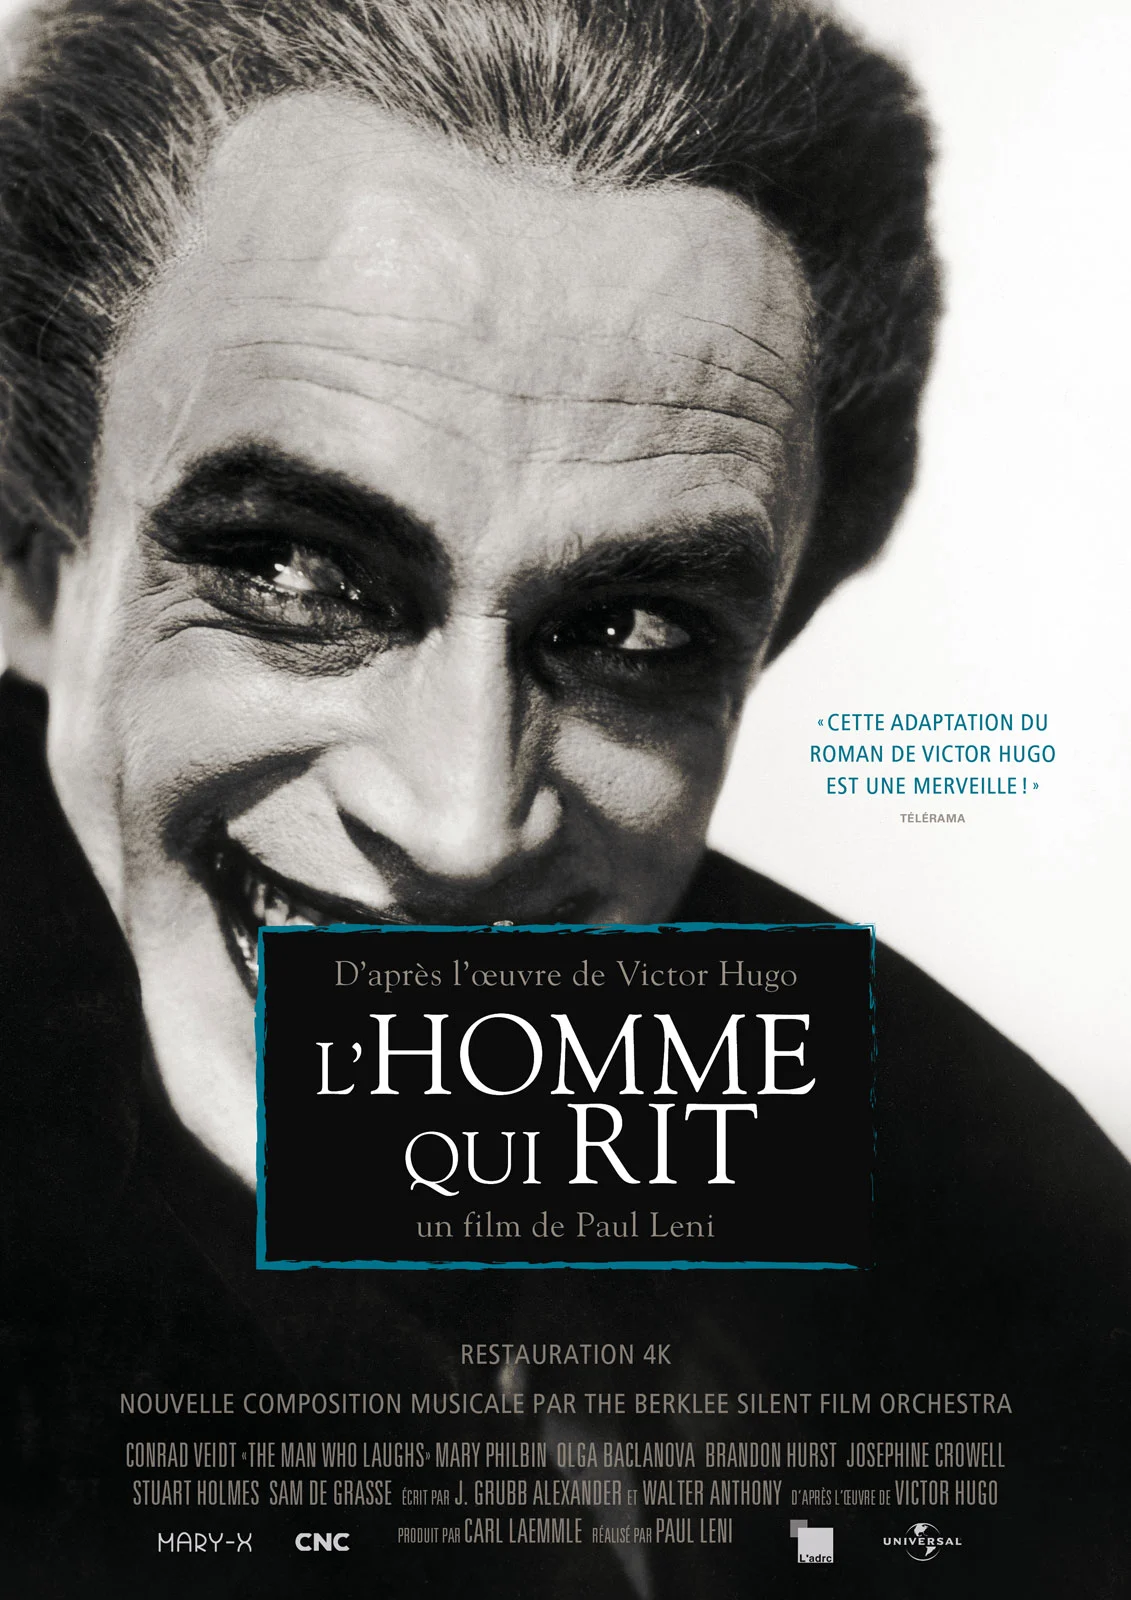 « CETTE ADAPTATION DU
ROMAN DE VICTOR HUGO
EST UNE MERVEILLE ! »
TÉLÉRAMA
D'après l'œuvre de Victor Hugo
L'HOMME
QUI RIT
un film de Paul Leni
RESTAURATION 4K
NOUVELLE COMPOSITION MUSICALE PAR THE BERKLEE SILENT FILM ORCHESTRA
CONRAD VEIDT «THE MAN WHO LAUGHS» MARY PHILBIN OLGA BACLANOVA BRANDON HURST JOSEPHINE CROWELL
STUART HOLMES SAM DE GRASSE ÉCRIT PAR J. GRUBB ALEXANDER ET WALTER ANTHONY D'APRÈS L'ŒUVRE DE VICTOR HUGO
PRODUIT PAR CARL LAEMMLE RÉALISÉ PAR PAUL LENI
MARY-X CNC L'adrc UNIVERSAL